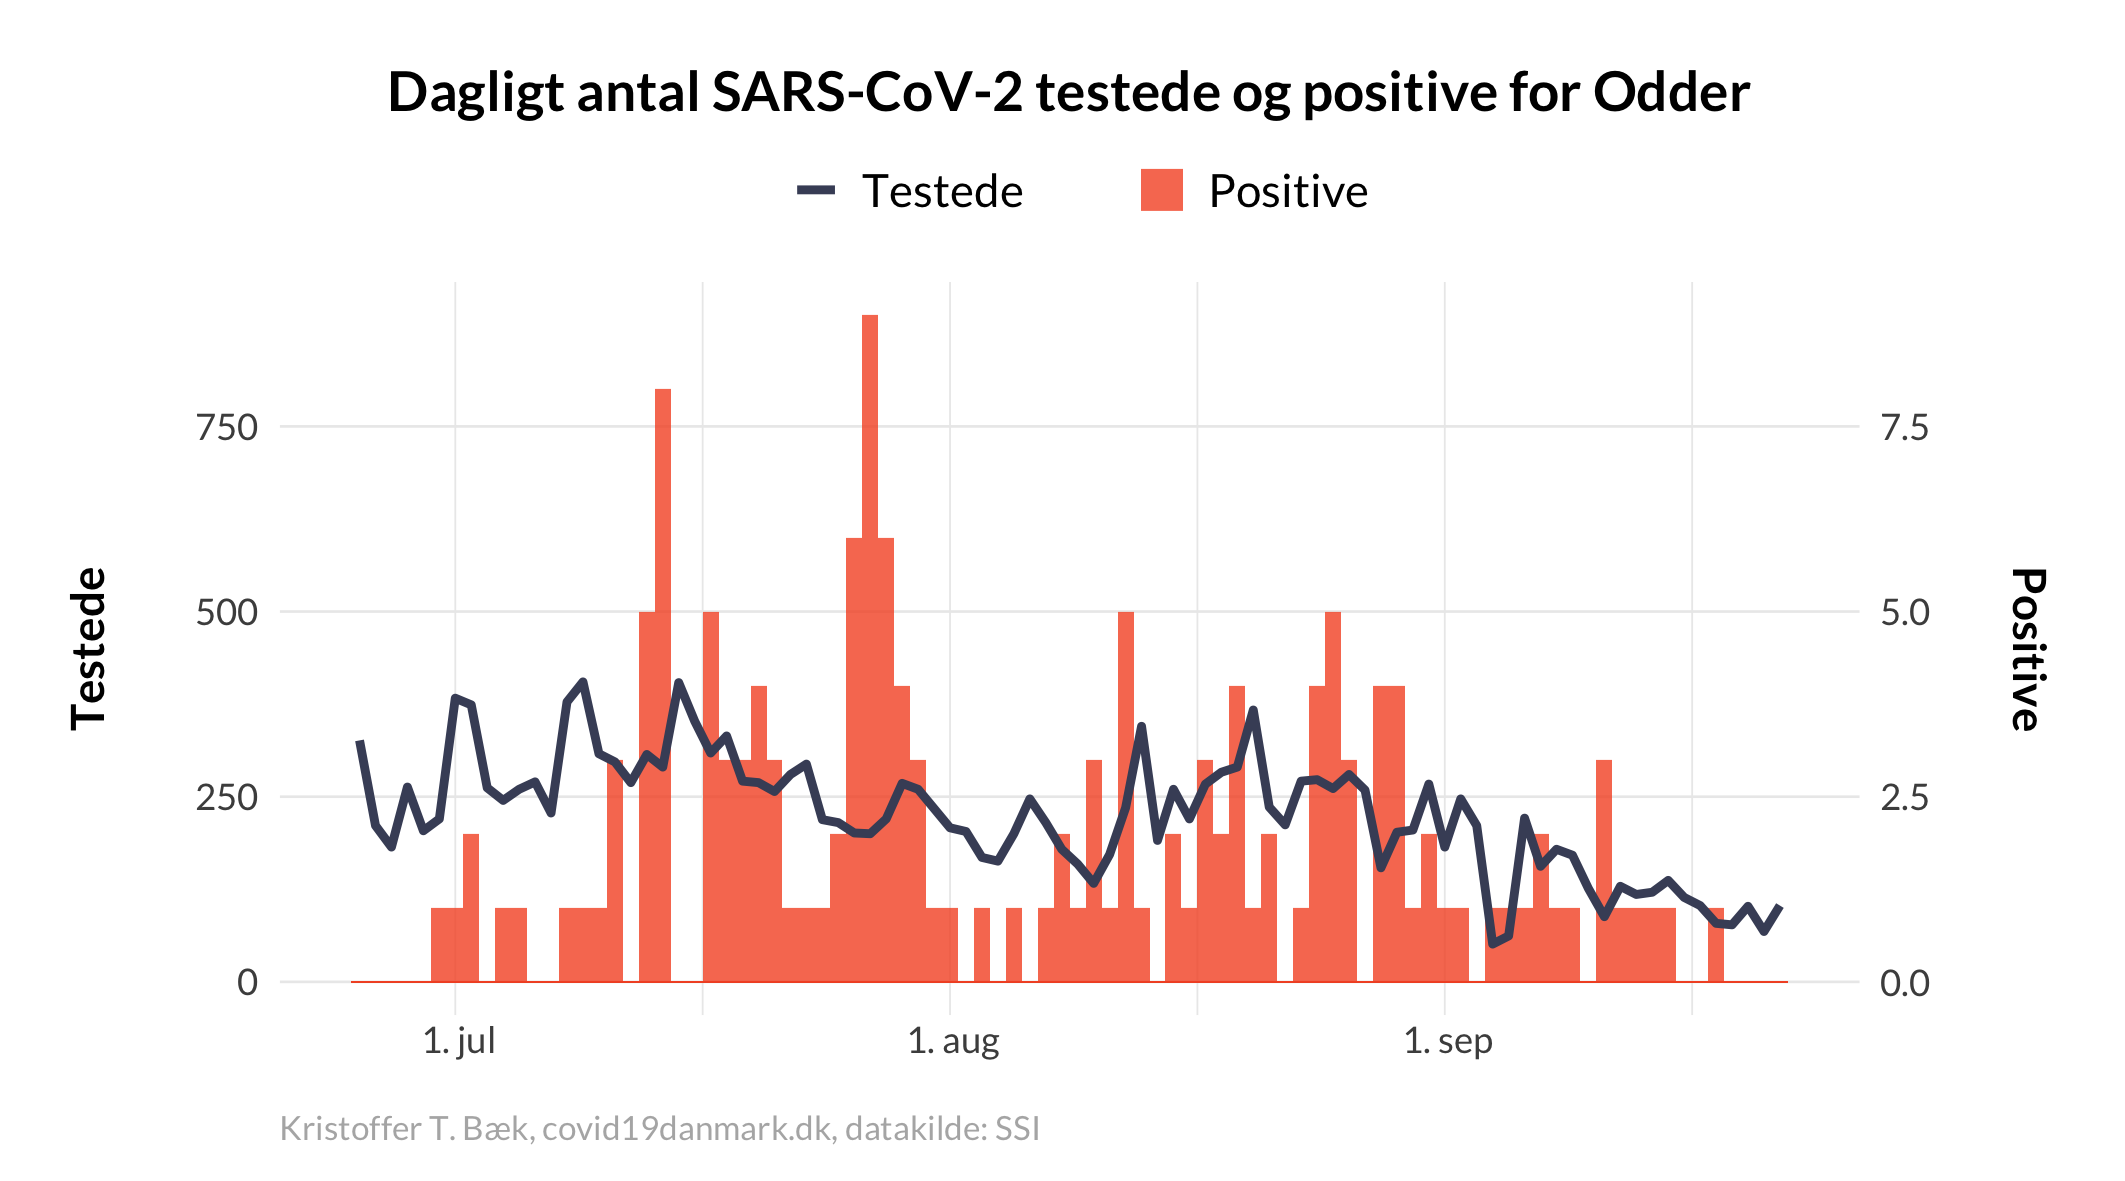 Dagligt antal SARS-CoV-2 testede og positive for Odder
Testede
Positive
750
500
250
0
7.5
5.0
2.5
0.0
Testede
Positive
1. jul
1. aug
1. sep
Kristoffer T. Bæk, covid19danmark.dk, datakilde: SSI